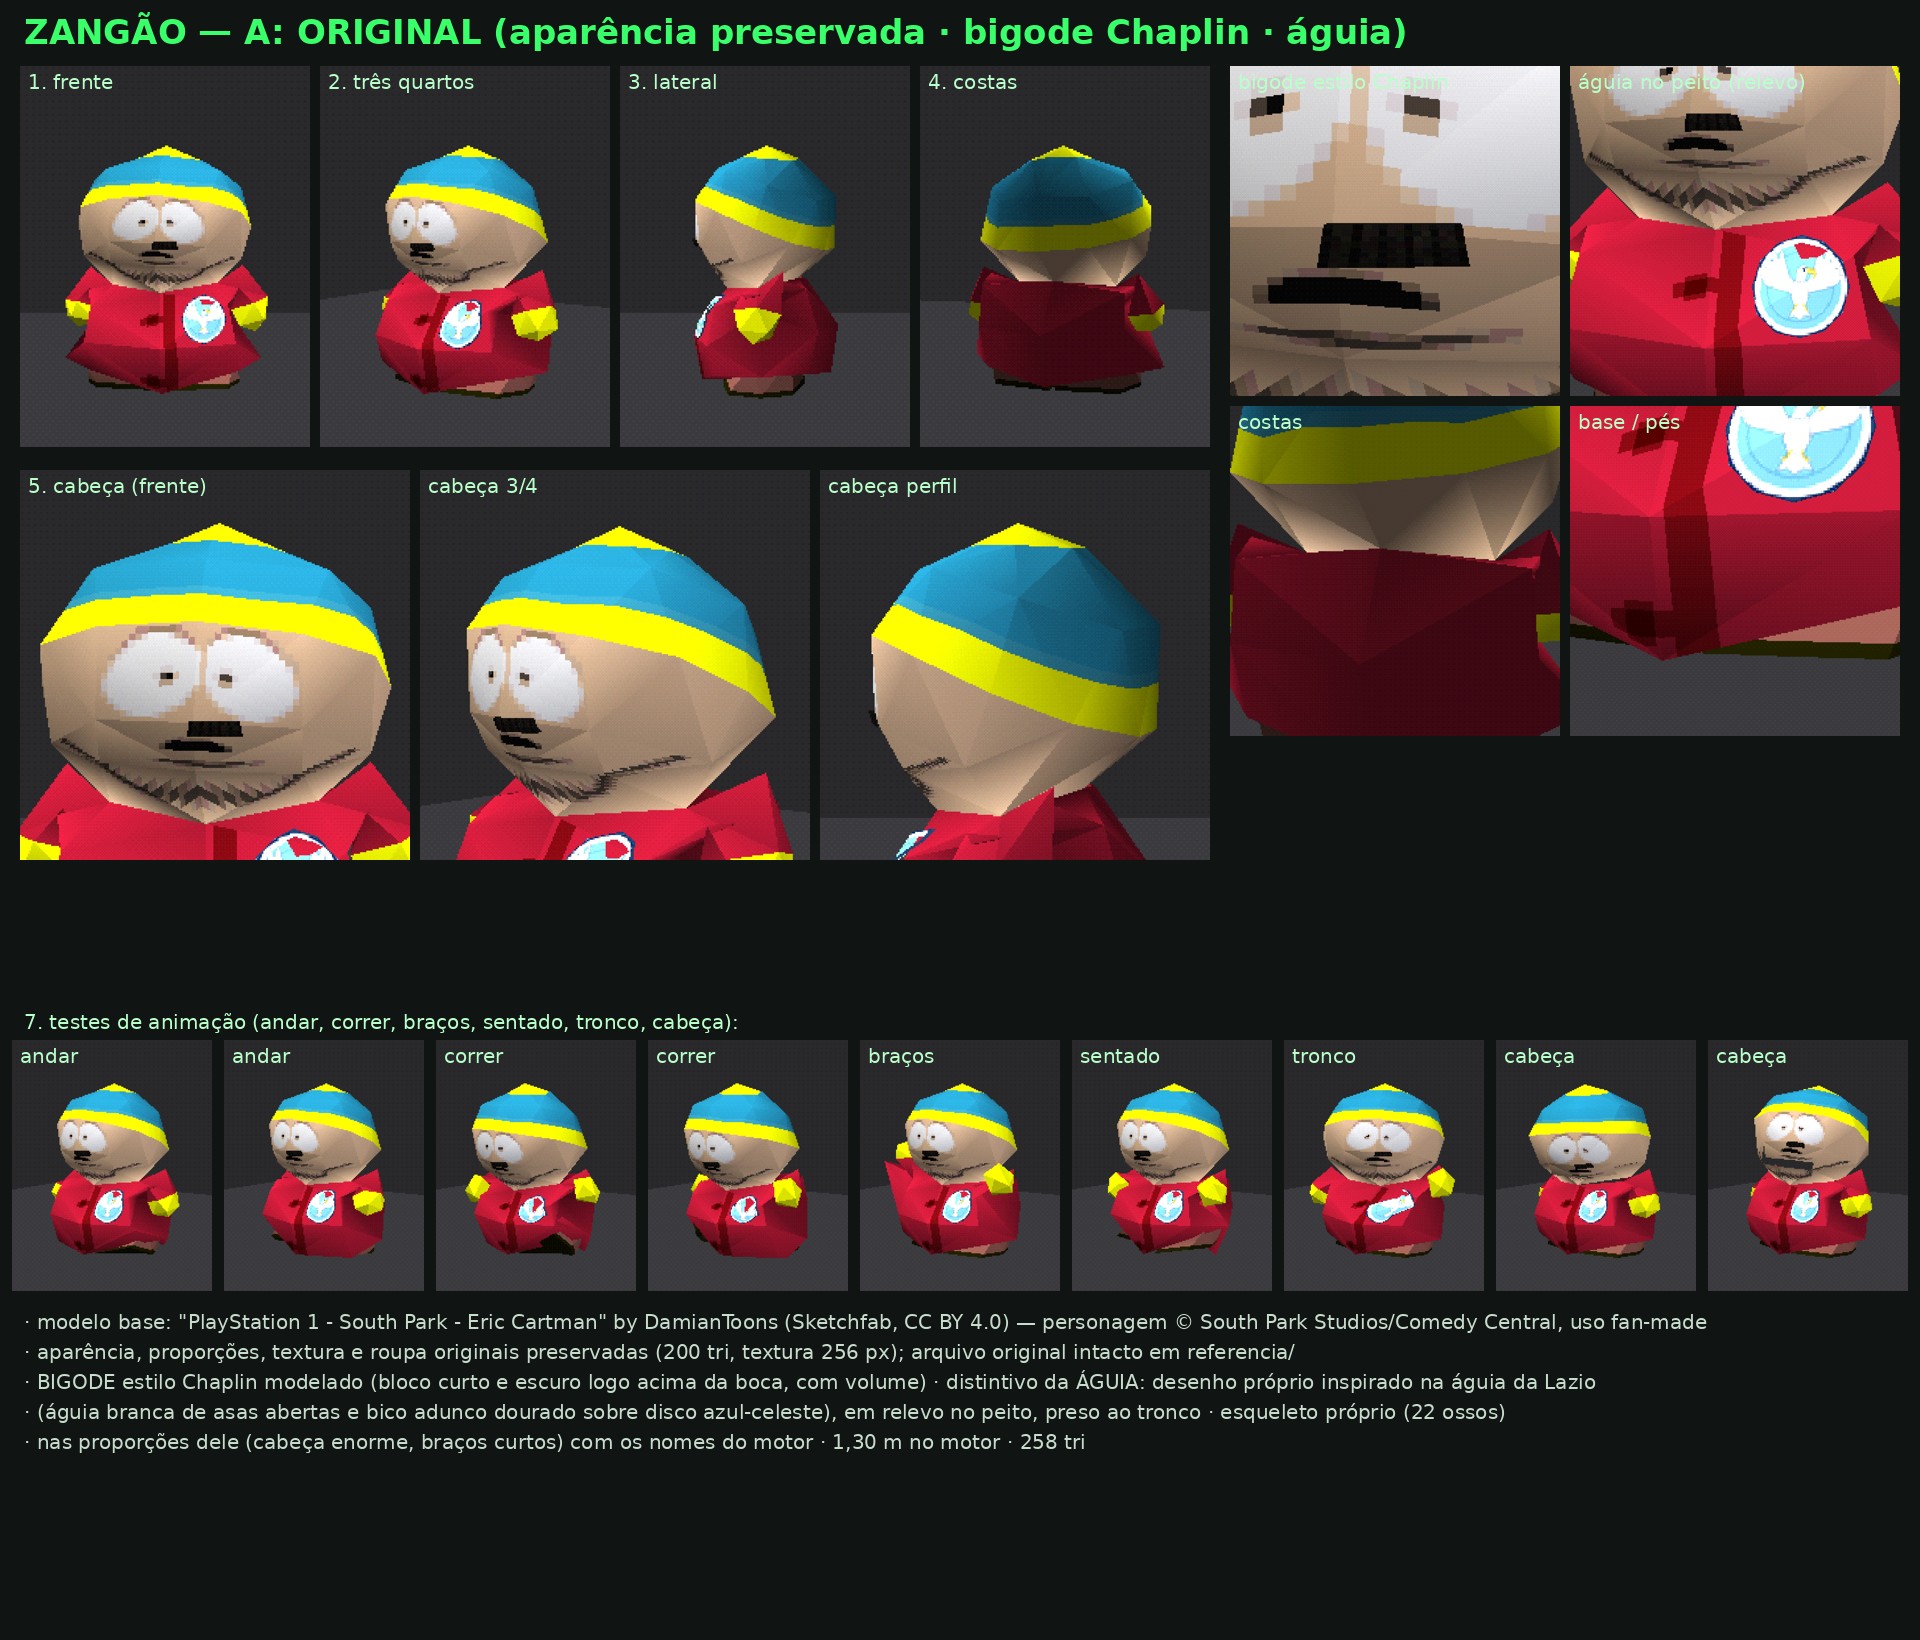 ZANGÃO — A: ORIGINAL (aparência preservada · bigode Chaplin · águia)
1. frente
2. três quartos
3. lateral
4. costas
bigode estilo Chaplin
águia no peito (relevo)
costas
base / pés
5. cabeça (frente)
cabeça 3/4
cabeça perfil
7. testes de animação (andar, correr, braços, sentado, tronco, cabeça):
andar
andar
correr
correr
braços
sentado
tronco
cabeça
cabeça
· modelo base: "PlayStation 1 - South Park - Eric Cartman" by DamianToons (Sketchfab, CC BY 4.0) — personagem © South Park Studios/Comedy Central, uso fan-made
· aparência, proporções, textura e roupa originais preservadas (200 tri, textura 256 px); arquivo original intacto em referencia/
· BIGODE estilo Chaplin modelado (bloco curto e escuro logo acima da boca, com volume) · distintivo da ÁGUIA: desenho próprio inspirado na águia da Lazio
· (águia branca de asas abertas e bico adunco dourado sobre disco azul-celeste), em relevo no peito, preso ao tronco · esqueleto próprio (22 ossos)
· nas proporções dele (cabeça enorme, braços curtos) com os nomes do motor · 1,30 m no motor · 258 tri